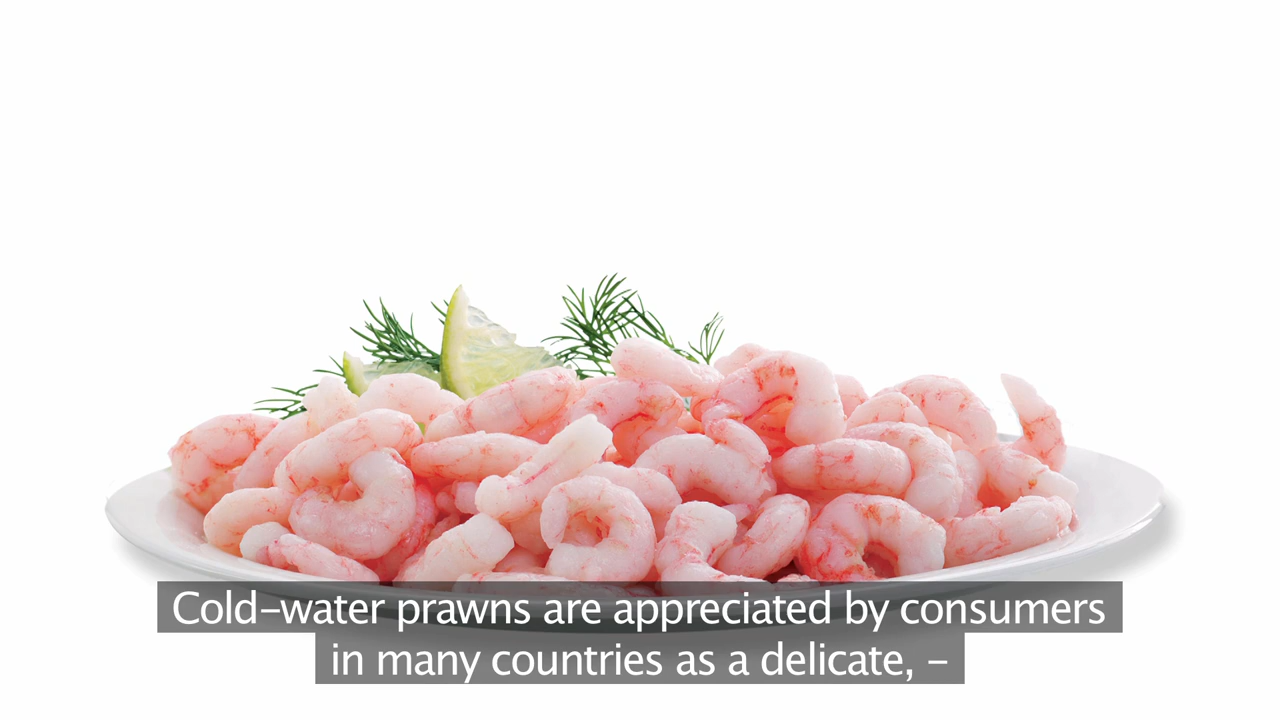 Cold-water prawns are appreciated by consumers
in many countries as a delicate, -